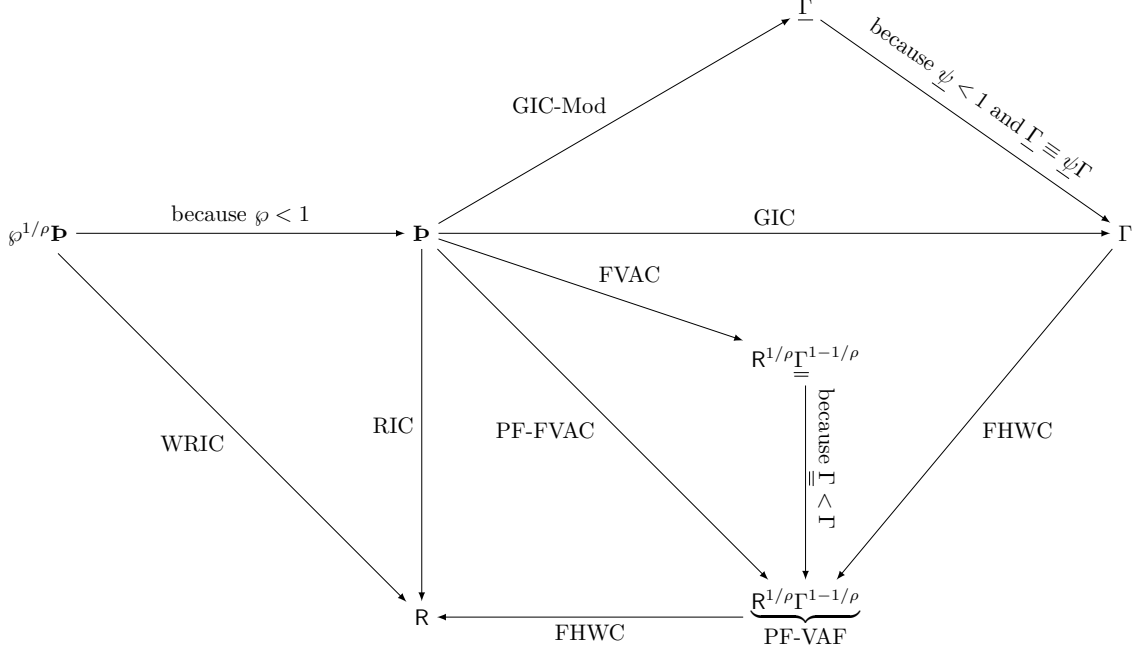 Γ̲
because ψ̲ < 1 and Γ̲ ≡ ψ̲Γ
GIC-Mod
℘^{1/ρ}Þ
because ℘ < 1
Þ
GIC
Γ
FVAC
R^{1/ρ}Γ̳^{1−1/ρ}
because Γ̳ < Γ
WRIC
RIC
PF-FVAC
FHWC
R
FHWC
R^{1/ρ}Γ^{1−1/ρ}
PF-VAF